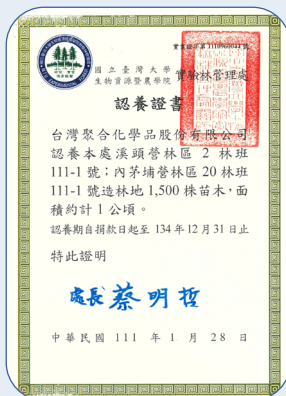 國立臺灣大學
生物資源暨農學院 實驗林管理處
認養證書
台灣聚合化學品股份有限公司
認養本處溪頭營林區 2 林班
111-1 號；內茅埔營林區 20 林班
111-1 號造林地 1,500 株苗木，面
積約計 1 公頃。
認養期自捐款日起至 134 年 12 月 31 日止
特此證明
處長 蔡明哲
中華民國 111 年 1 月 28 日